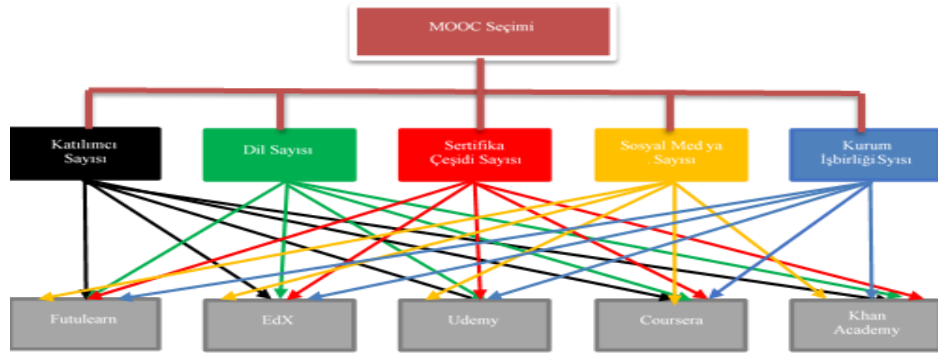 MOOC Seçimi
Katılımcı
Sayısı
Dil Sayısı
Sertifika
Çeşidi Sayısı
Sosyal Med ya
. Sayısı
Kurum
İşbirliği Syısı
Futulearn
EdX
Udemy
Coursera
Khan
Academy